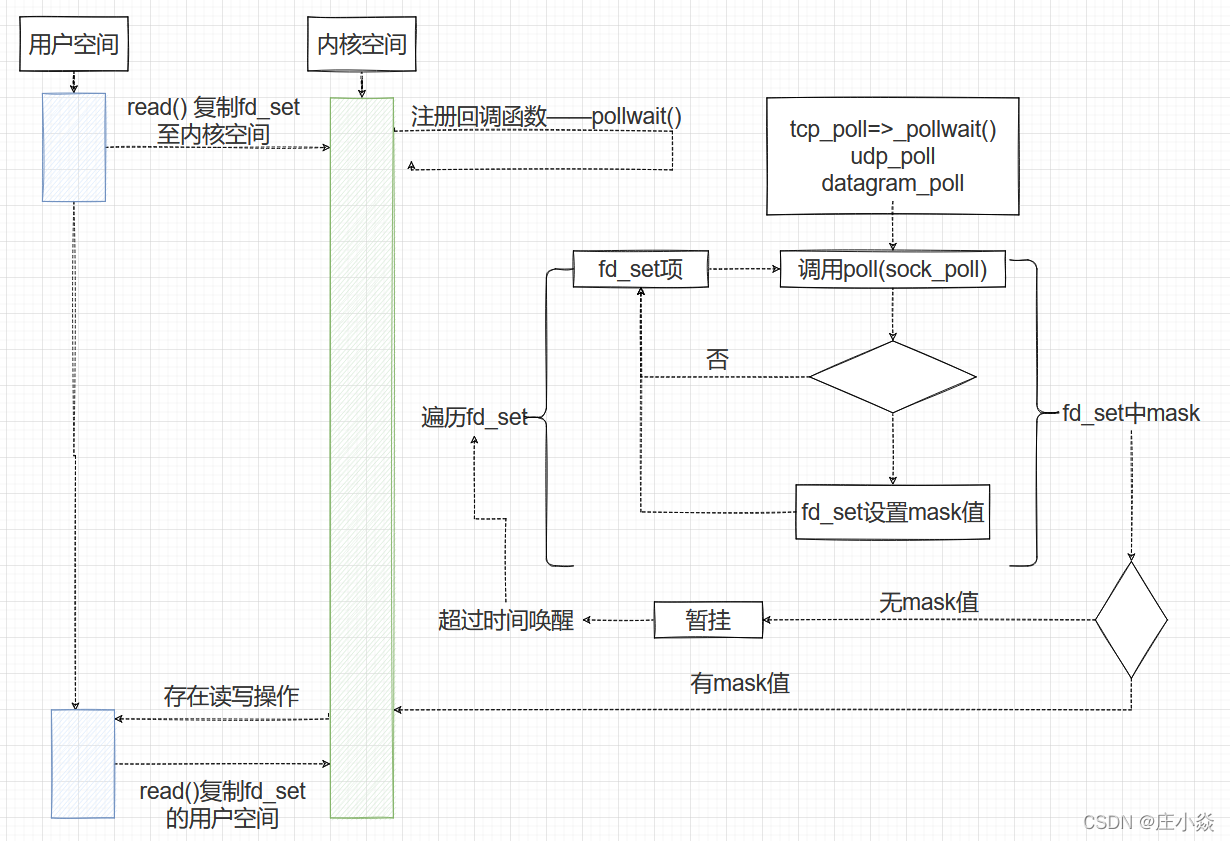 用户空间
内核空间
read() 复制fd_set
至内核空间
注册回调函数——pollwait()
tcp_poll=>_pollwait()
udp_poll
datagram_poll
fd_set项
调用poll(sock_poll)
否
遍历fd_set
fd_set中mask
fd_set设置mask值
无mask值
超过时间唤醒
暂挂
有mask值
存在读写操作
read()复制fd_set
的用户空间
CSDN @庄小焱